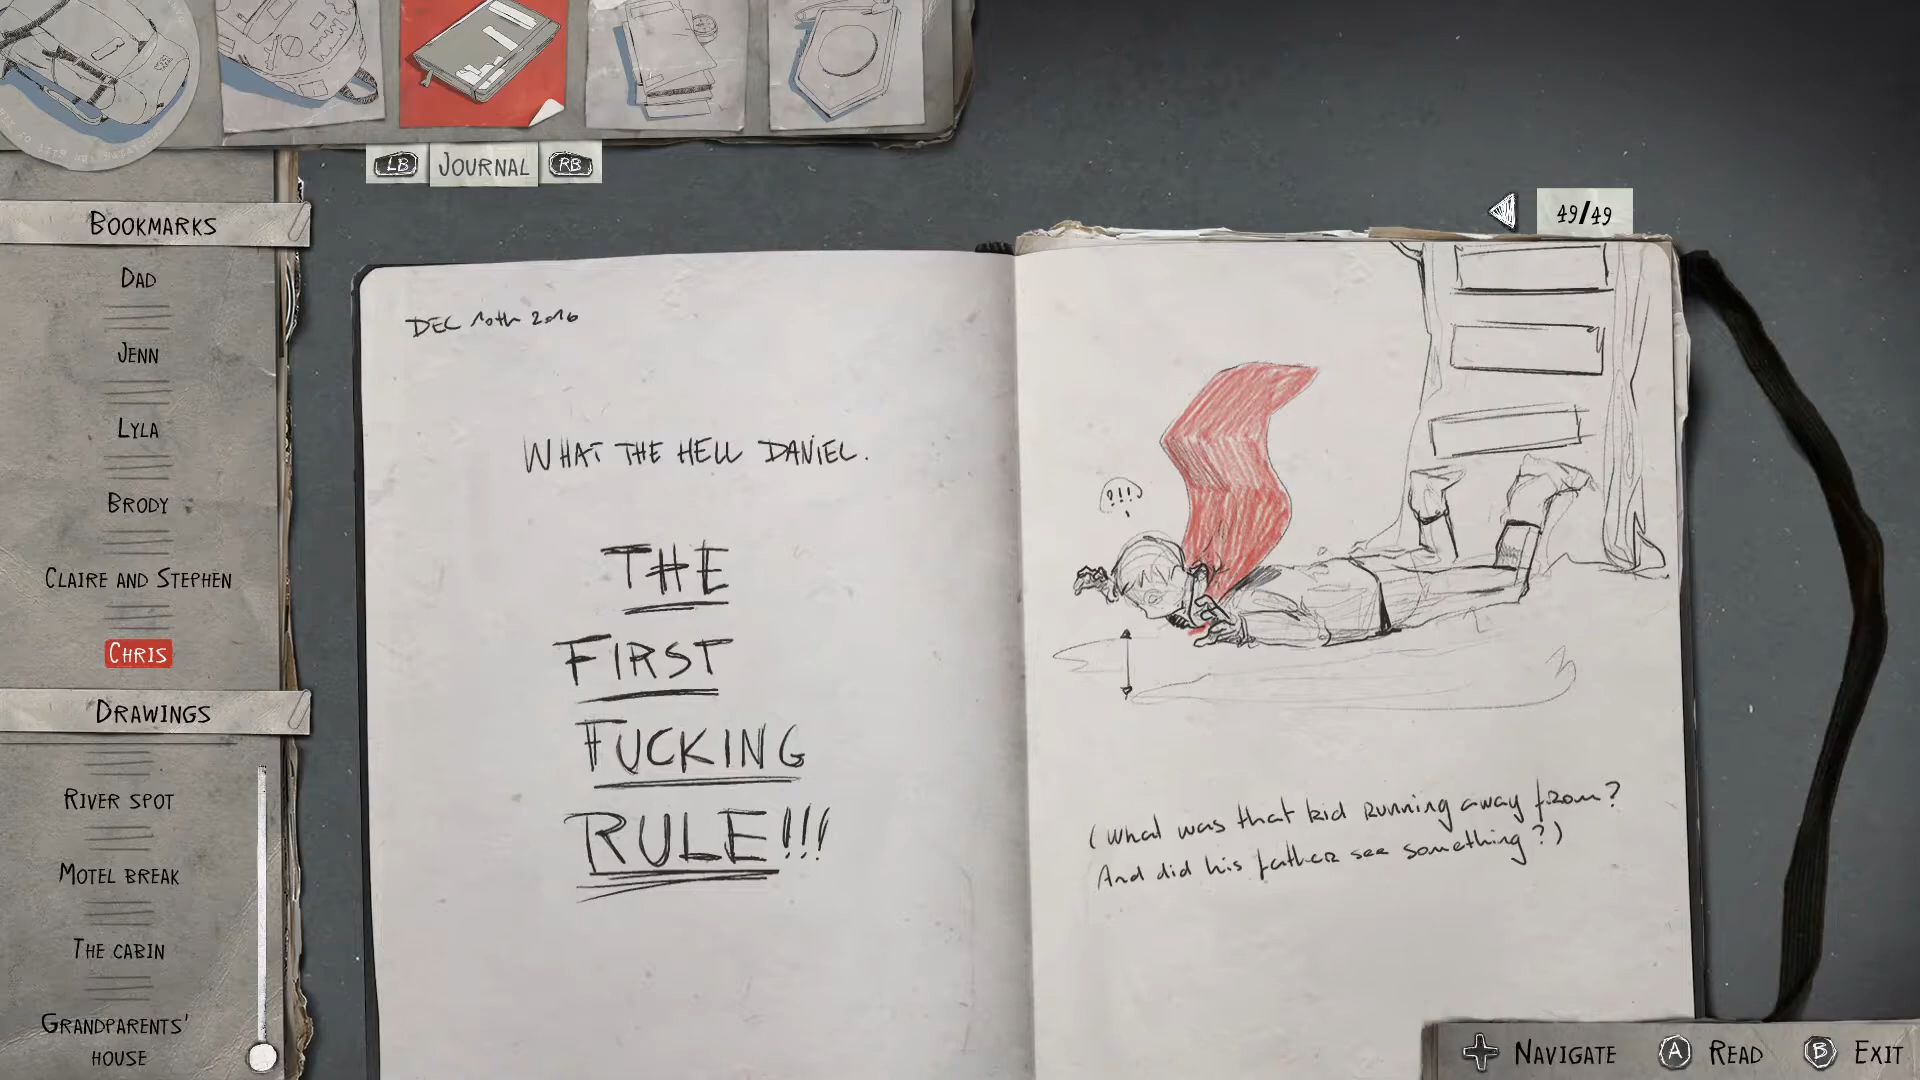 LB JOURNAL RB
BOOKMARKS
DAD
JENN
LYLA
BRODY
CLAIRE AND STEPHEN
CHRIS
DRAWINGS
RIVER SPOT
MOTEL BREAK
THE CABIN
GRANDPARENTS'
HOUSE
49/49
DEC 10th 2016
WHAT THE HELL DANIEL.
THE
FIRST
FUCKING
RULE!!!
?!!!
(What was that kid running away from?
And did his father see something?)
NAVIGATE A READ B EXIT